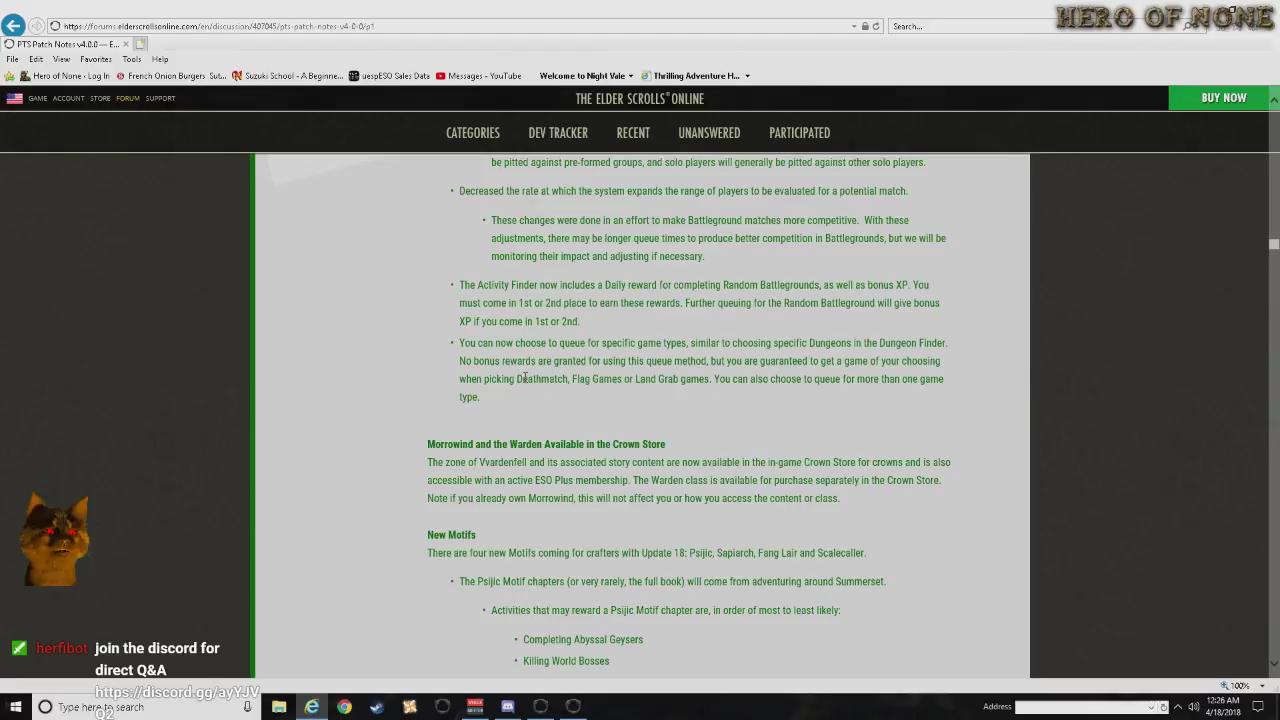 HERO OF NONE
https://forums.elderscrollsonline.com/en/discussion/407045/pts-patch-notes-v4-0-0/p1
Search...
PTS Patch Notes v4.0.0 — E...
File Edit View Favorites Tools Help
Hero of None - Log In French Onion Burgers Sut... Suzuki School - A Beginne... uespESO Sales Data Messages - YouTube Welcome to Night Vale Thrilling Adventure H...
GAME ACCOUNT STORE FORUM SUPPORT
THE ELDER SCROLLS ONLINE
BUY NOW
CATEGORIES DEV TRACKER RECENT UNANSWERED PARTICIPATED
be pitted against pre-formed groups, and solo players will generally be pitted against other solo players.
• Decreased the rate at which the system expands the range of players to be evaluated for a potential match.
• These changes were done in an effort to make Battleground matches more competitive. With these
adjustments, there may be longer queue times to produce better competition in Battlegrounds, but we will be
monitoring their impact and adjusting if necessary.
• The Activity Finder now includes a Daily reward for completing Random Battlegrounds, as well as bonus XP. You
must come in 1st or 2nd place to earn these rewards. Further queuing for the Random Battleground will give bonus
XP if you come in 1st or 2nd.
• You can now choose to queue for specific game types, similar to choosing specific Dungeons in the Dungeon Finder.
No bonus rewards are granted for using this queue method, but you are guaranteed to get a game of your choosing
when picking Deathmatch, Flag Games or Land Grab games. You can also choose to queue for more than one game
type.
Morrowind and the Warden Available in the Crown Store
The zone of Vvardenfell and its associated story content are now available in the in-game Crown Store for crowns and is also
accessible with an active ESO Plus membership. The Warden class is available for purchase separately in the Crown Store.
Note if you already own Morrowind, this will not affect you or how you access the content or class.
New Motifs
There are four new Motifs coming for crafters with Update 18: Psijic, Sapiarch, Fang Lair and Scalecaller.
• The Psijic Motif chapters (or very rarely, the full book) will come from adventuring around Summerset.
• Activities that may reward a Psijic Motif chapter are, in order of most to least likely:
• Completing Abyssal Geysers
• Killing World Bosses
herfibot join the discord for
direct Q&A
https://discord.gg/ayYJV
Q2
100%
Type here to search
Address
12:26 AM
4/18/2018